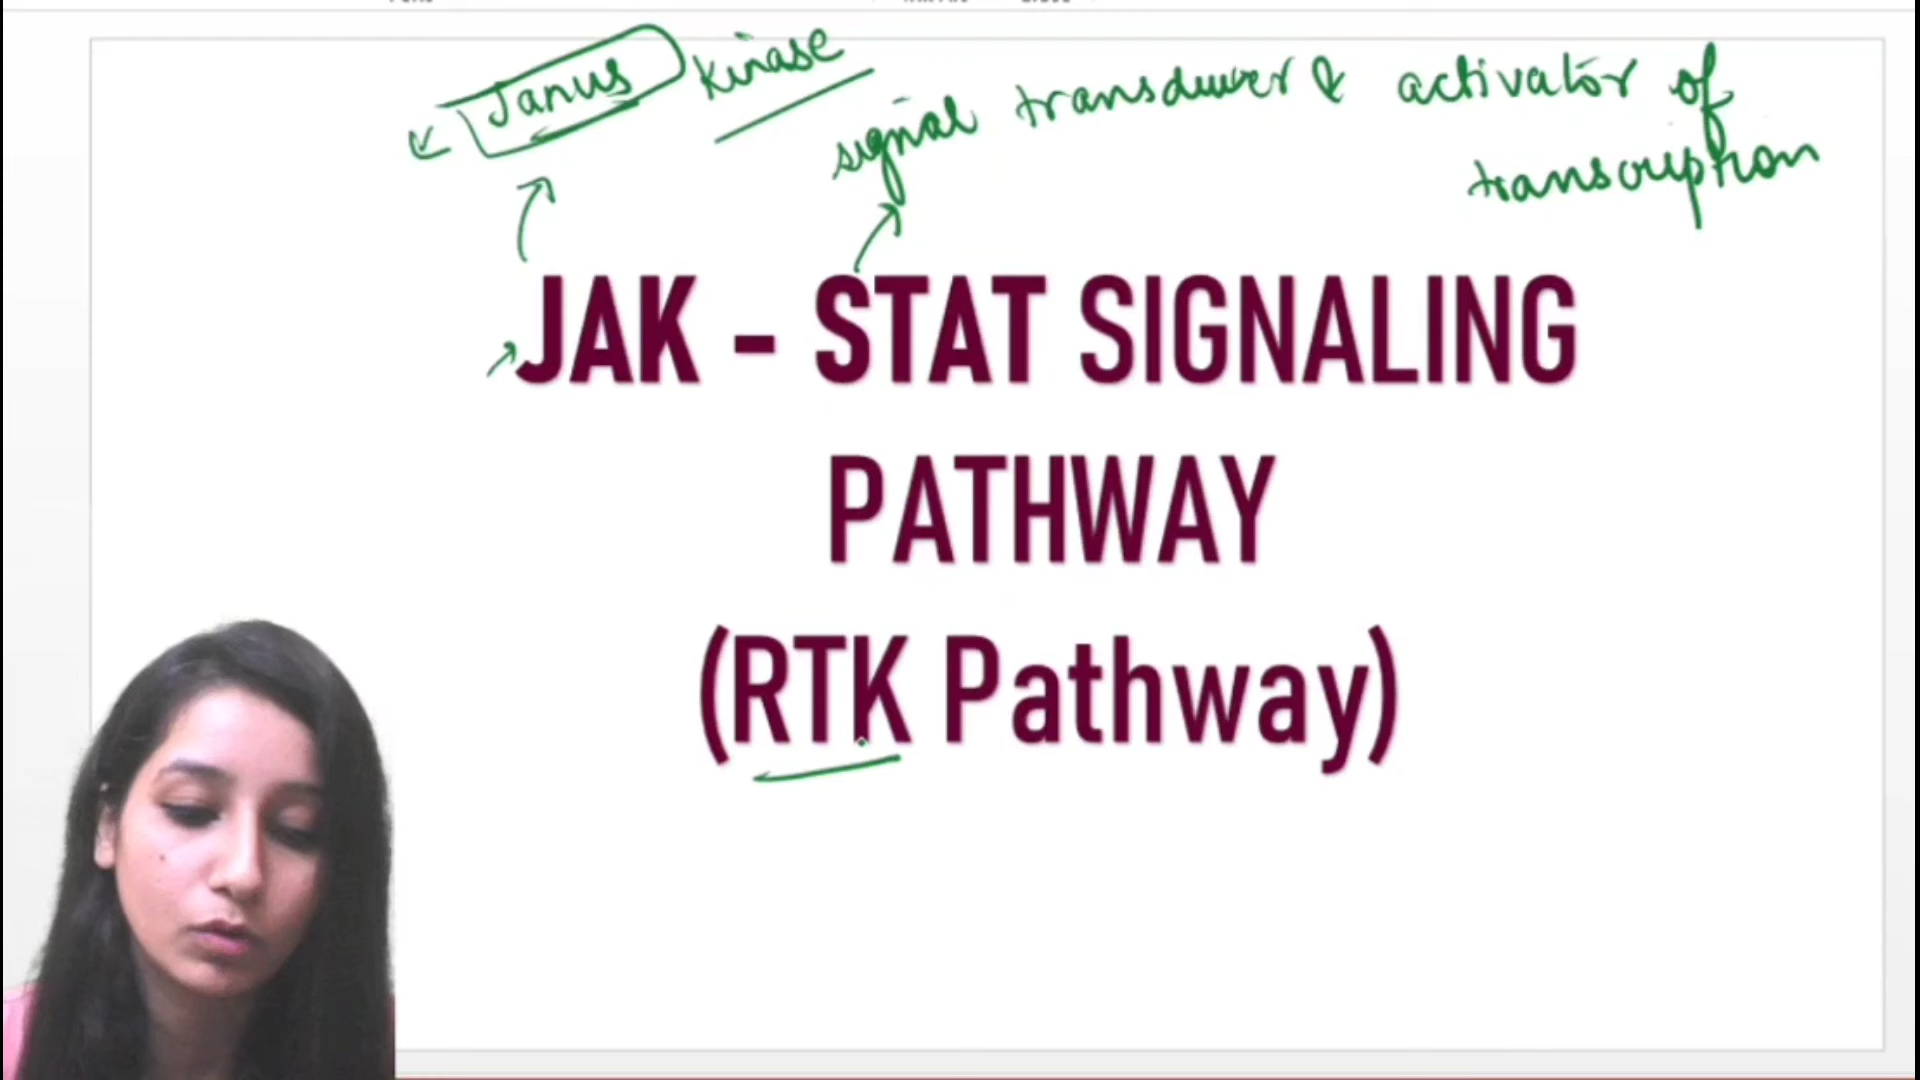 Janus kinase
signal transducer & activator of
transcription
JAK - STAT SIGNALING
PATHWAY
(RTK Pathway)